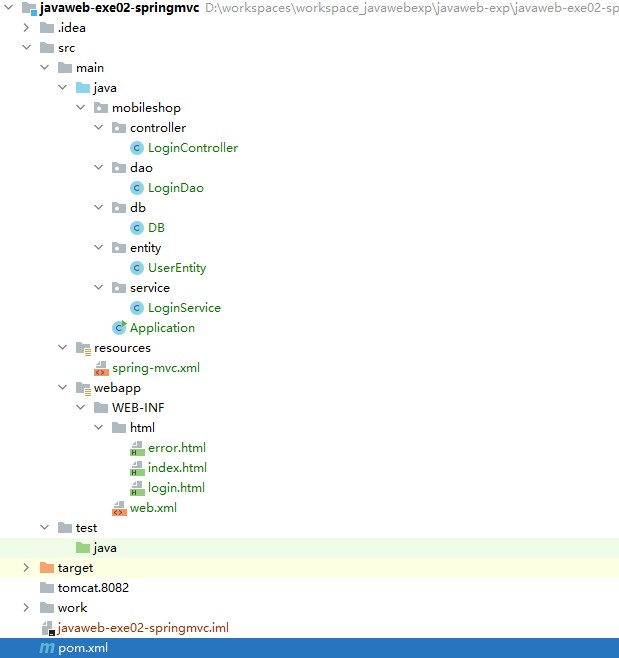 javaweb-exe02-springmvc D:\workspaces\workspace_javawebexp\javaweb-exp\javaweb-exe02-sp
.idea
src
main
java
mobileshop
controller
LoginController
dao
LoginDao
db
DB
entity
UserEntity
service
LoginService
Application
resources
spring-mvc.xml
webapp
WEB-INF
html
error.html
index.html
login.html
web.xml
test
java
target
tomcat.8082
work
javaweb-exe02-springmvc.iml
pom.xml